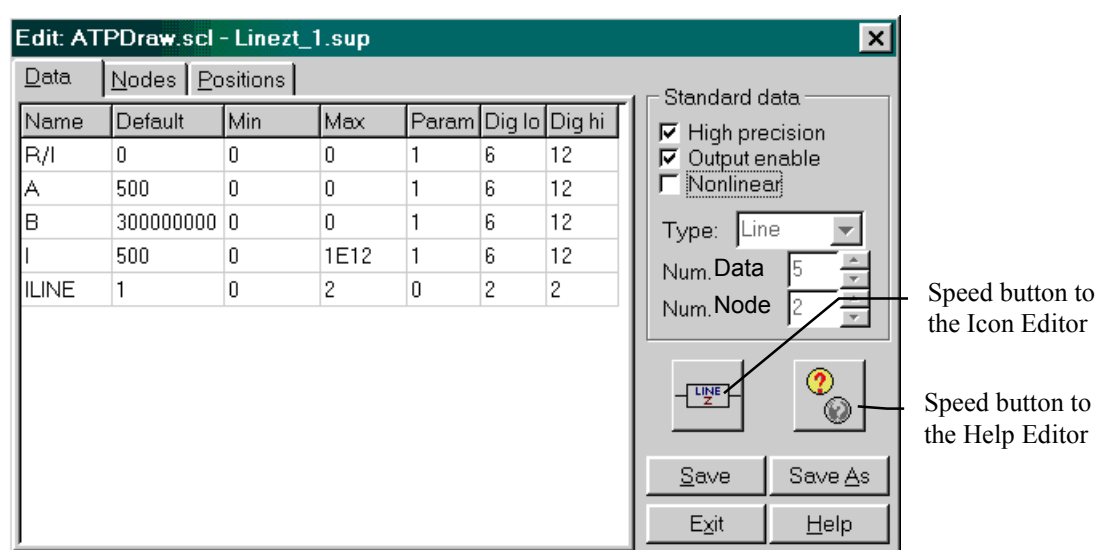 Edit: ATPDraw.scl - Linezt_1.sup
Data Nodes Positions
Name Default Min Max Param Dig lo Dig hi
R/I 0 0 0 1 6 12
A 500 0 0 1 6 12
B 300000000 0 0 1 6 12
I 500 0 1E12 1 6 12
ILINE 1 0 2 0 2 2
Standard data
High precision
Output enable
Nonlinear
Type: Line
Num. Data 5
Num. Node 2
LINE
Z
Speed button to
the Icon Editor
? ?
Speed button to
the Help Editor
Save Save As
Exit Help